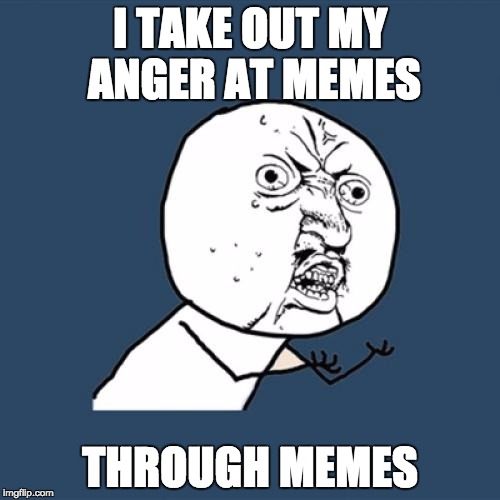 I TAKE OUT MY
ANGER AT MEMES
THROUGH MEMES
imgflip.com